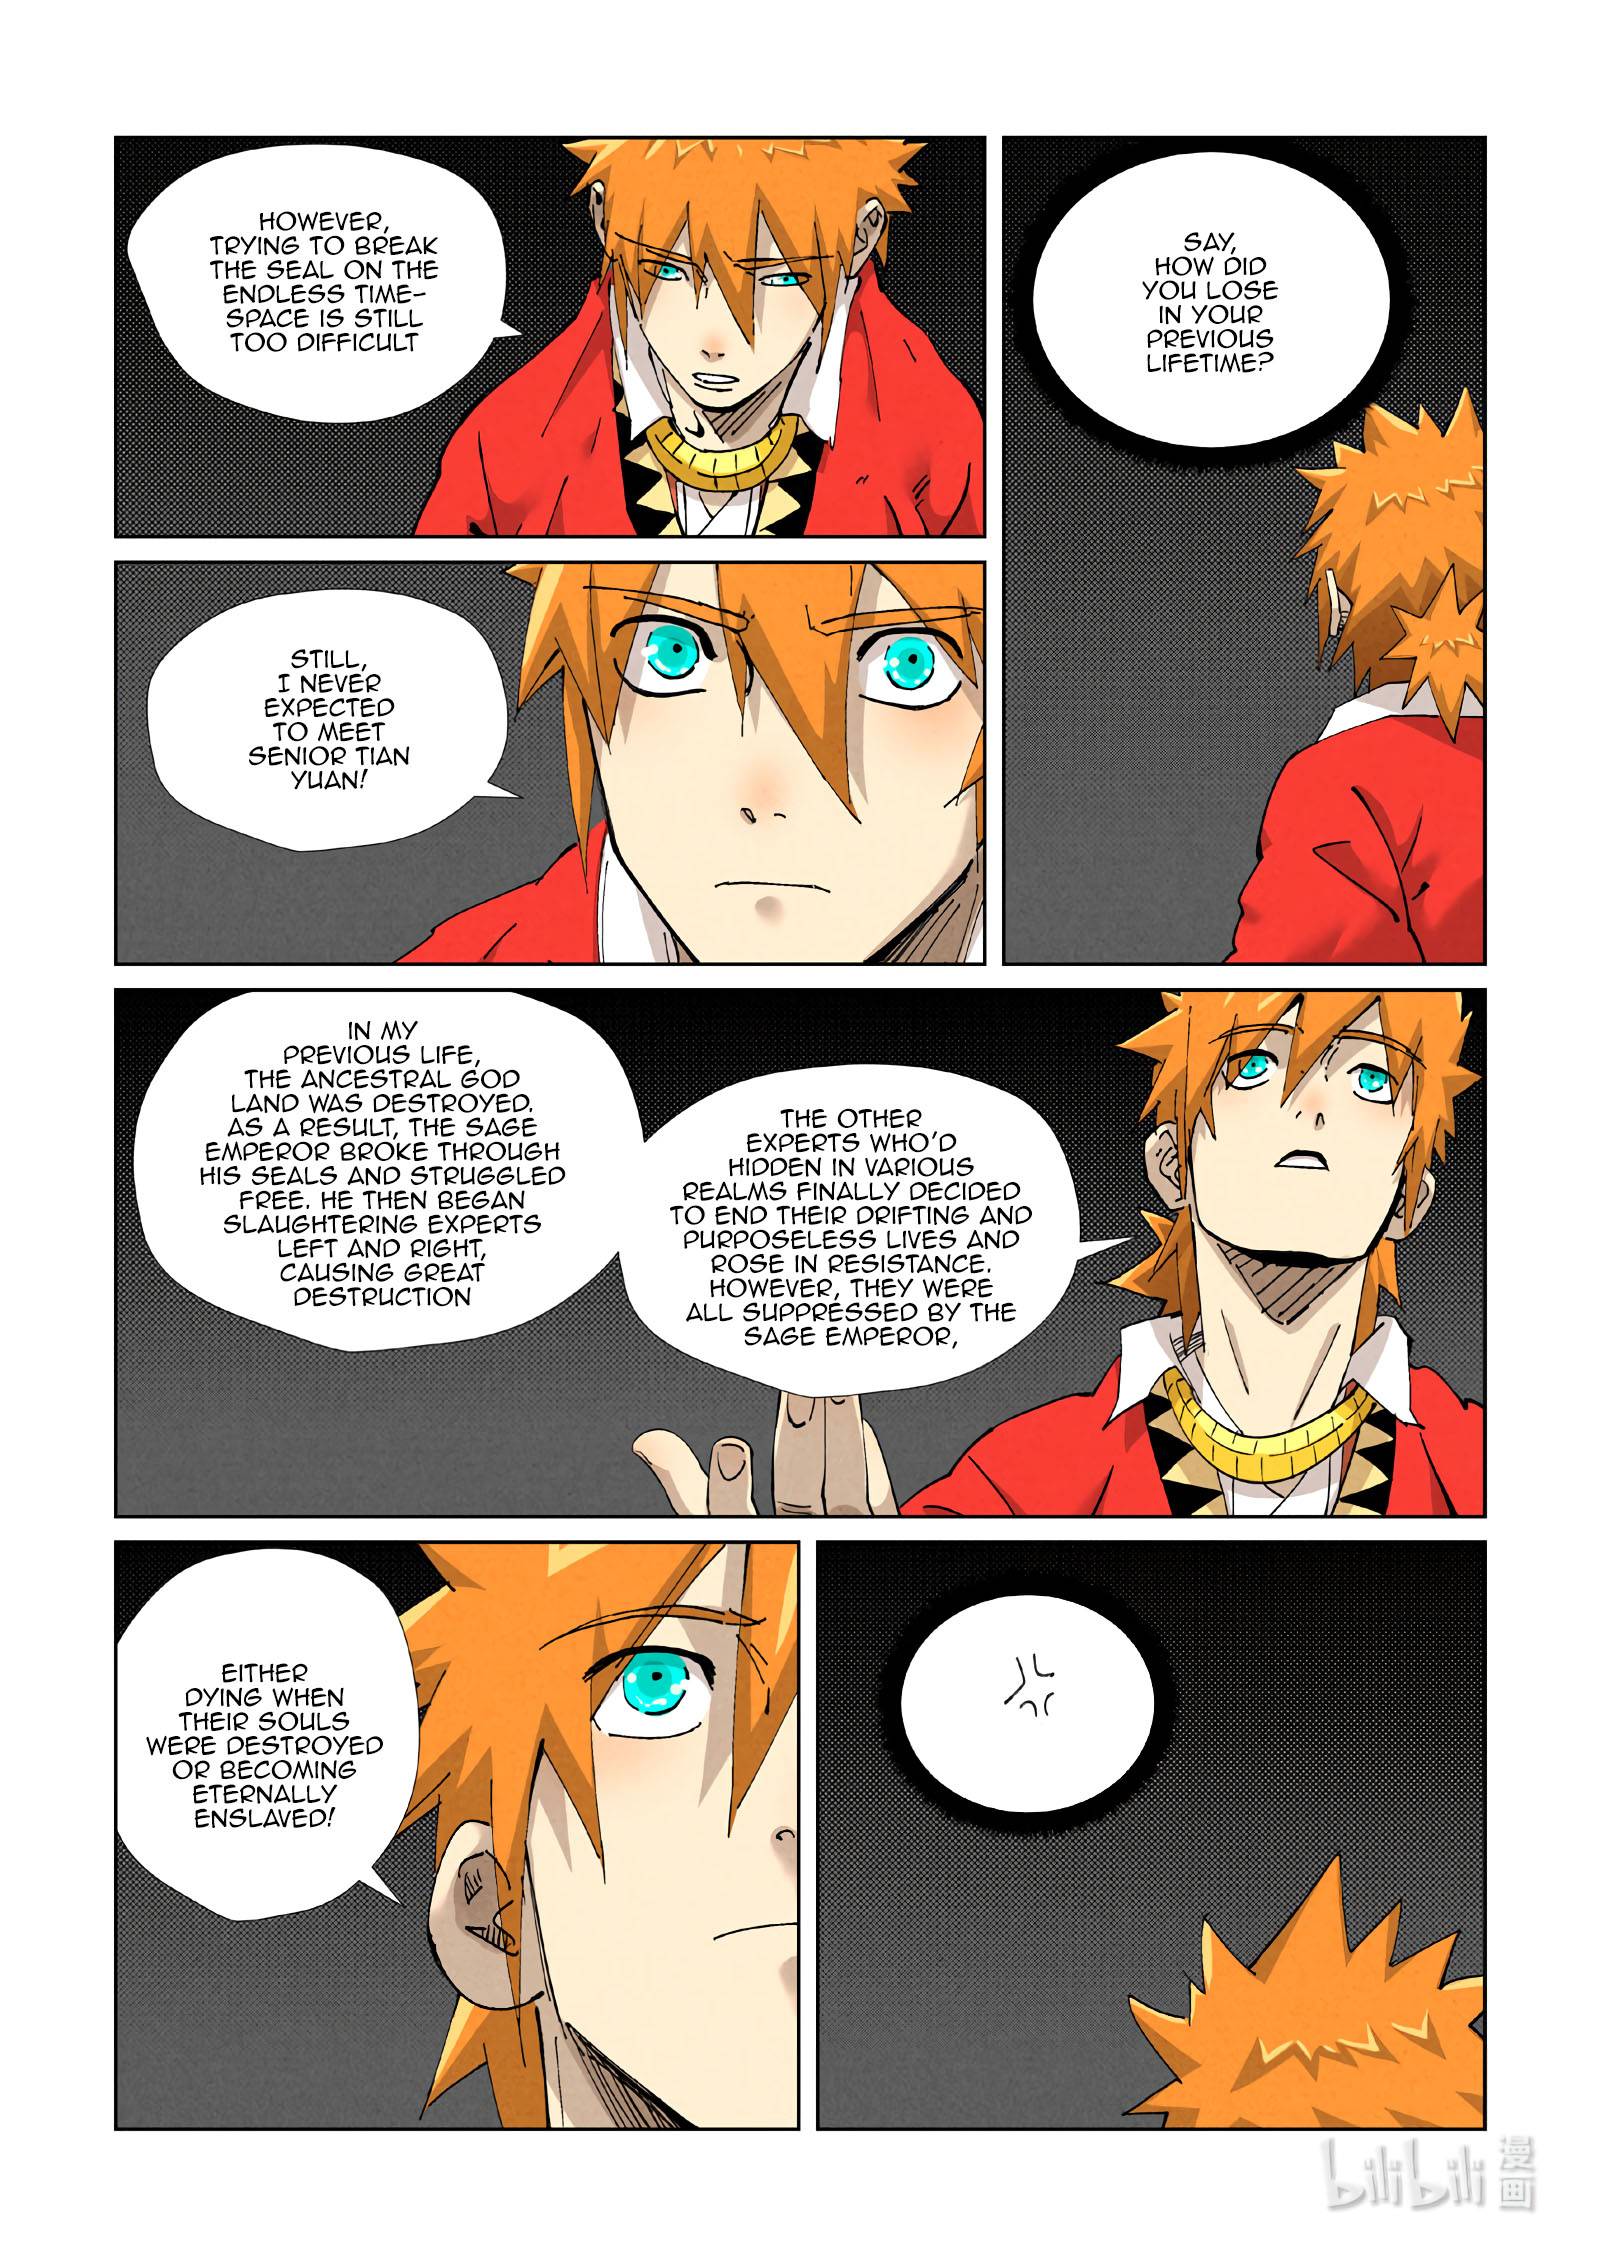 HOWEVER,
TRYING TO BREAK
THE SEAL ON THE
ENDLESS TIME-
SPACE IS STILL
TOO DIFFICULT
STILL,
I NEVER
EXPECTED
TO MEET
SENIOR TIAN
YUAN!
SAY,
HOW DID
YOU LOSE
IN YOUR
PREVIOUS
LIFETIME?
IN MY
PREVIOUS LIFE,
THE ANCESTRAL GOD
LAND WAS DESTROYED.
AS A RESULT, THE SAGE
EMPEROR BROKE THROUGH
HIS SEALS AND STRUGGLED
FREE. HE THEN BEGAN
SLAUGHTERING EXPERTS
LEFT AND RIGHT,
CAUSING GREAT
DESTRUCTION
THE OTHER
EXPERTS WHO'D
HIDDEN IN VARIOUS
REALMS FINALLY DECIDED
TO END THEIR DRIFTING AND
PURPOSELESS LIVES AND
ROSE IN RESISTANCE.
HOWEVER, THEY WERE
ALL SUPPRESSED BY THE
SAGE EMPEROR,
EITHER
DYING WHEN
THEIR SOULS
WERE DESTROYED
OR BECOMING
ETERNALLY
ENSLAVED!
bilibili 漫画